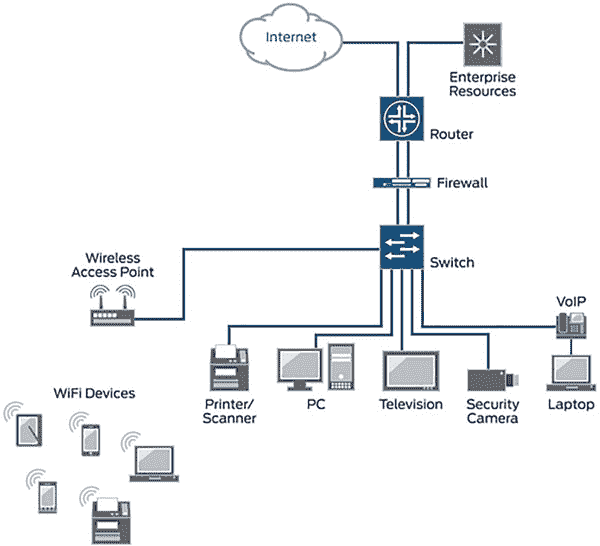 Internet
Enterprise
Resources
Router
Firewall
Switch
Wireless
Access Point
VoIP
Printer/
Scanner
PC
Television
Security
Camera
Laptop
WiFi Devices